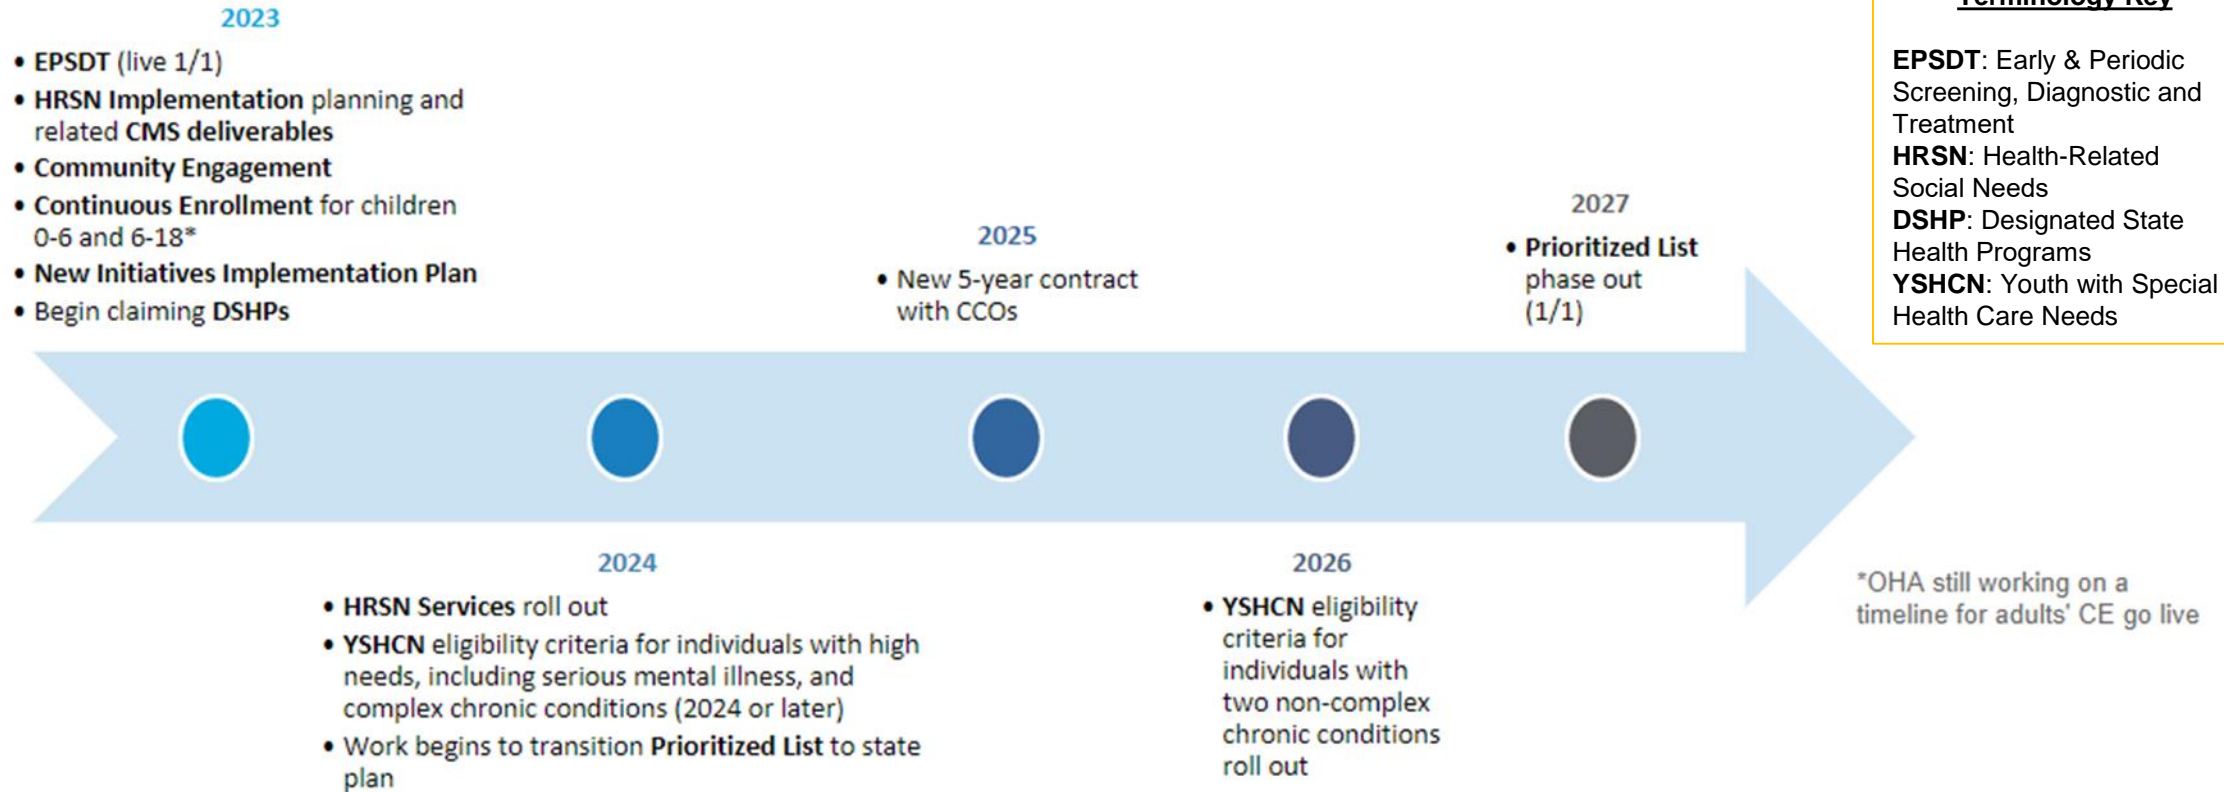 2023
• EPSDT (live 1/1)
• HRSN Implementation planning and
related CMS deliverables
• Community Engagement
• Continuous Enrollment for children
0-6 and 6-18*
• New Initiatives Implementation Plan
• Begin claiming DSHPs
2024
• HRSN Services roll out
• YSHCN eligibility criteria for individuals with high
needs, including serious mental illness, and
complex chronic conditions (2024 or later)
• Work begins to transition Prioritized List to state
plan
2025
• New 5-year contract
with CCOs
2026
• YSHCN eligibility
criteria for
individuals with
two non-complex
chronic conditions
roll out
2027
• Prioritized List
phase out
(1/1)
Terminology Key
EPSDT: Early & Periodic
Screening, Diagnostic and
Treatment
HRSN: Health-Related
Social Needs
DSHP: Designated State
Health Programs
YSHCN: Youth with Special
Health Care Needs
*OHA still working on a
timeline for adults' CE go live